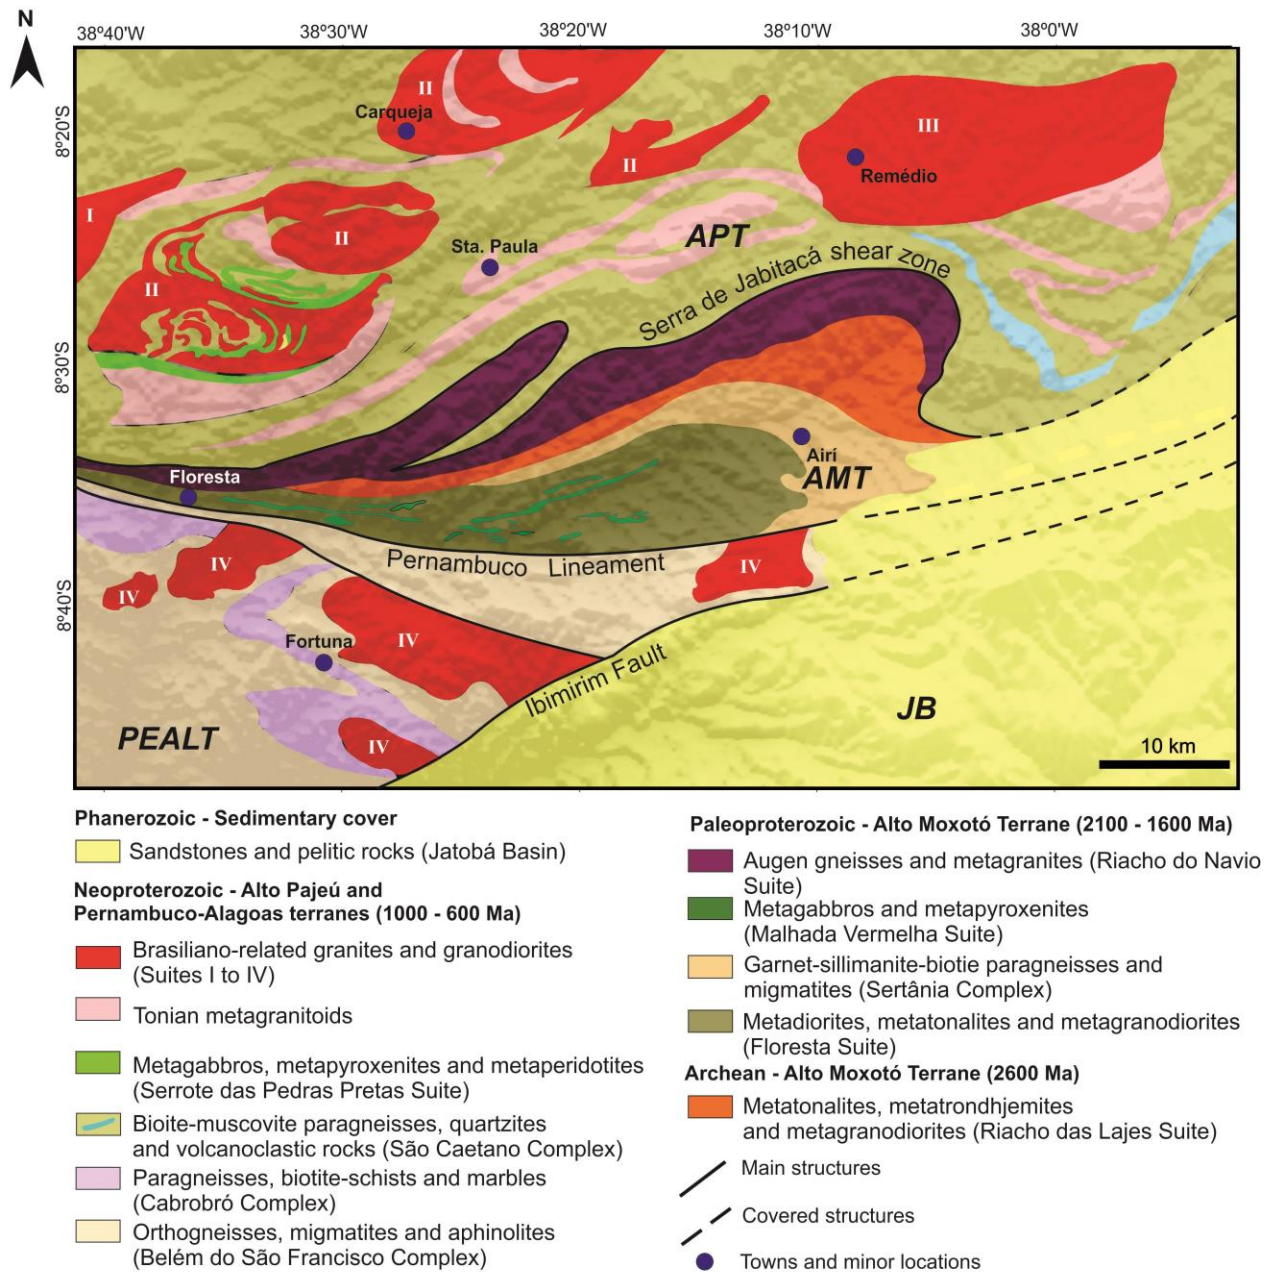 N
38º40'W
38º30'W
38º20'W
38º10'W
38º0'W
8º20'S
8º30'S
8º40'S
II
Carqueja
III
Remédio
II
I
II
Sta. Paula
APT
II
Serra de Jabitacá shear zone
Floresta
Airí
AMT
Pernambuco Lineament
IV
IV
IV
IV
Fortuna
Ibimirim Fault
PEALT
IV
JB
10 km
Phanerozoic - Sedimentary cover
Sandstones and pelitic rocks (Jatobá Basin)
Neoproterozoic - Alto Pajeú and
Pernambuco-Alagoas terranes (1000 - 600 Ma)
Brasiliano-related granites and granodiorites
(Suites I to IV)
Tonian metagranitoids
Metagabbros, metapyroxenites and metaperidotites
(Serrote das Pedras Pretas Suite)
Bioite-muscovite paragneisses, quartzites
and volcanoclastic rocks (São Caetano Complex)
Paragneisses, biotite-schists and marbles
(Cabrobró Complex)
Orthogneisses, migmatites and aphinolites
(Belém do São Francisco Complex)
Paleoproterozoic - Alto Moxotó Terrane (2100 - 1600 Ma)
Augen gneisses and metagranites (Riacho do Navio
Suite)
Metagabbros and metapyroxenites
(Malhada Vermelha Suite)
Garnet-sillimanite-biotie paragneisses and
migmatites (Sertânia Complex)
Metadiorites, metatonalites and metagranodiorites
(Floresta Suite)
Archean - Alto Moxotó Terrane (2600 Ma)
Metatonalites, metatrondhjemites
and metagranodiorites (Riacho das Lajes Suite)
Main structures
Covered structures
Towns and minor locations